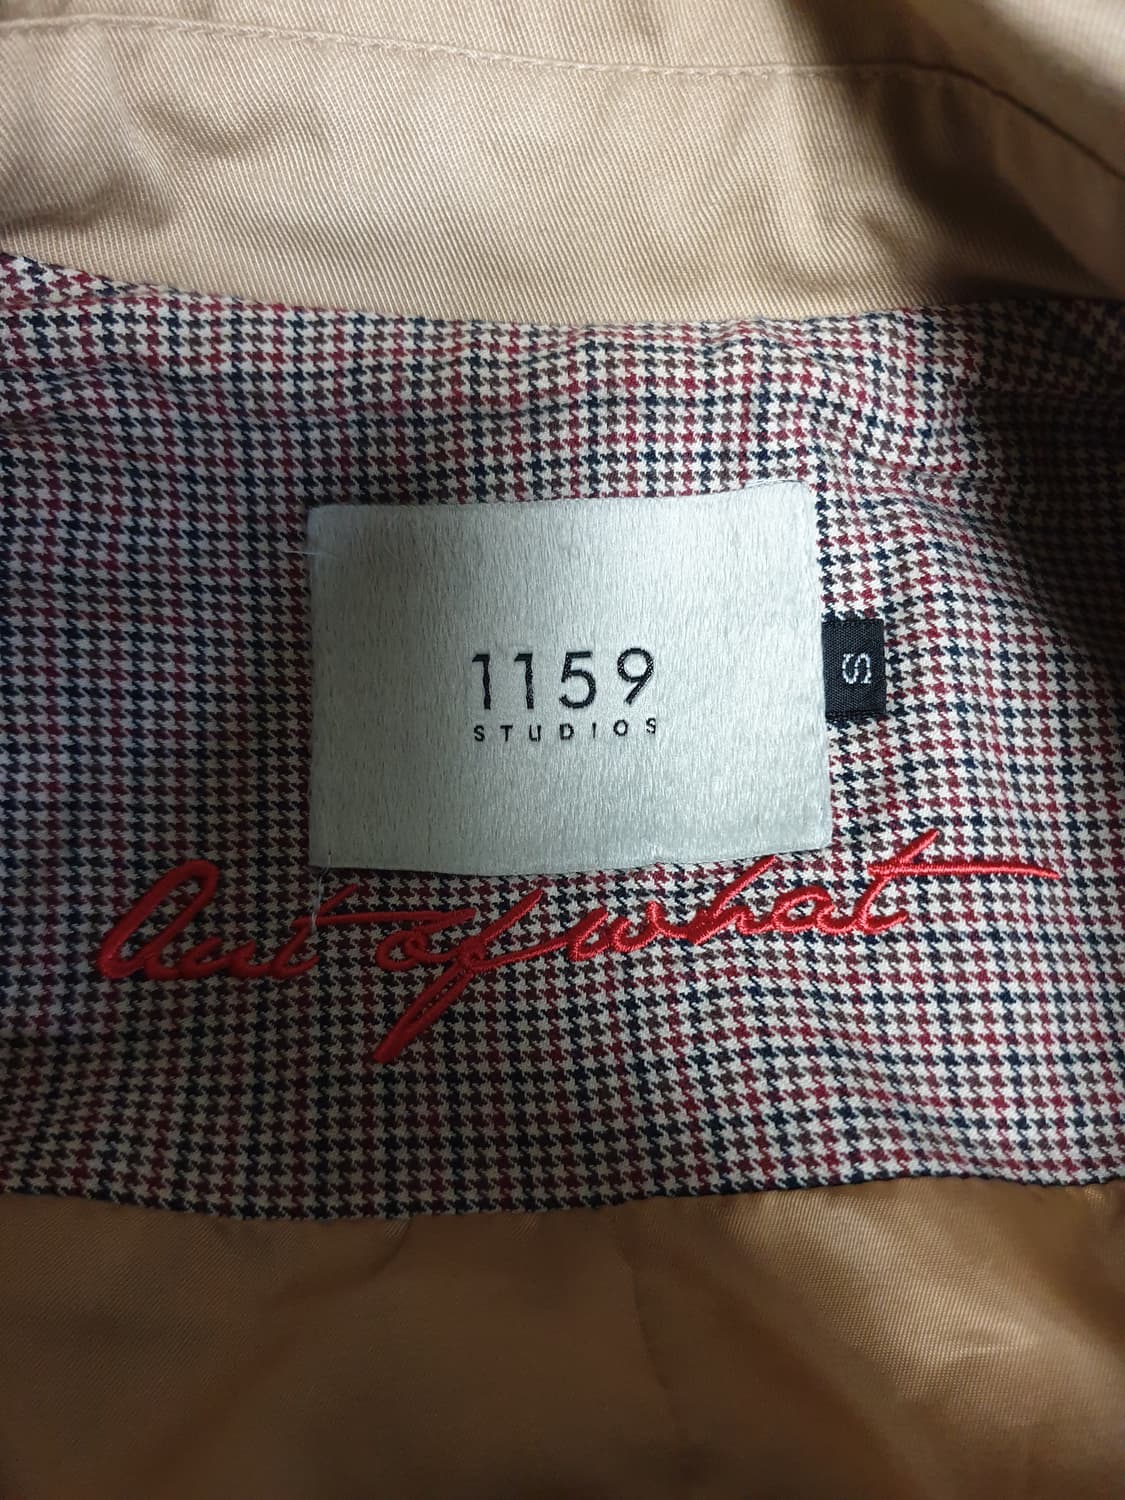 1159
STUDIOS
S
Out of what